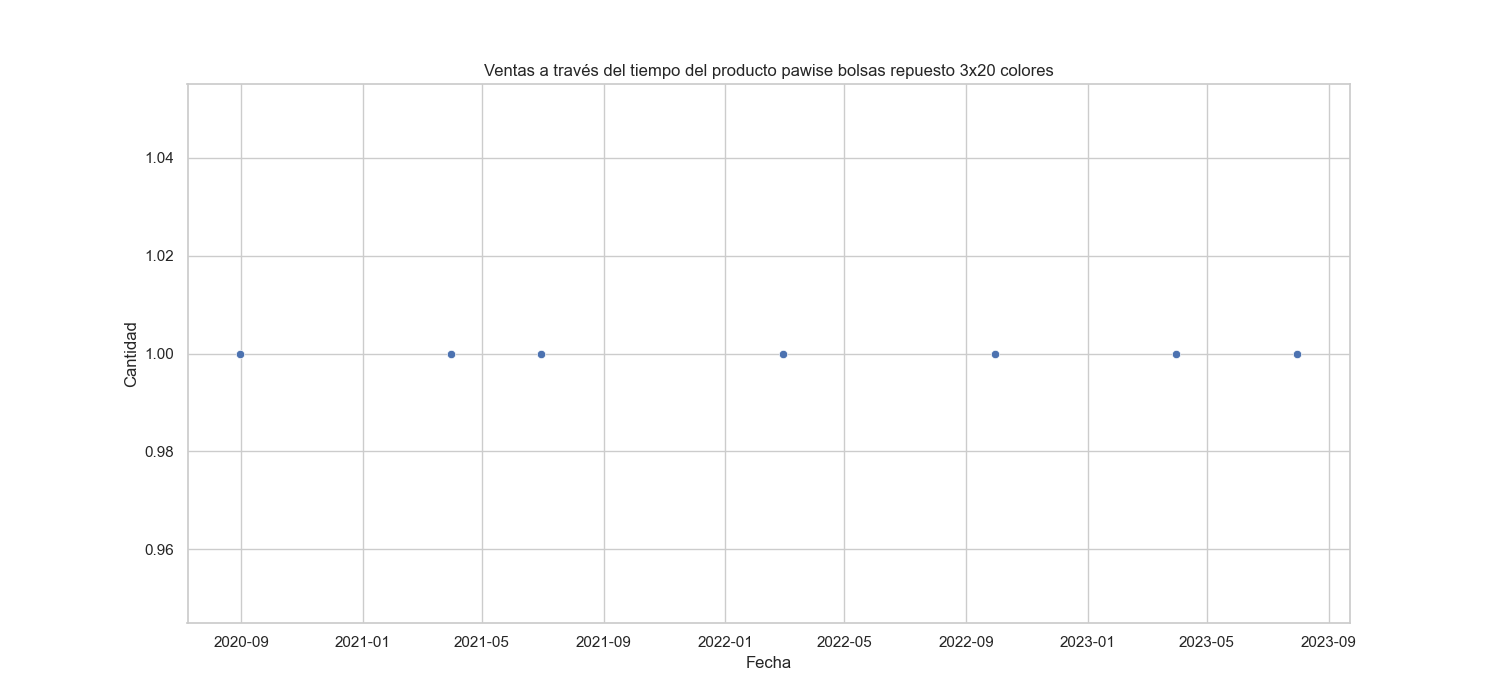 Ventas a través del tiempo del producto pawise bolsas repuesto 3x20 colores
Cantidad
1.04
1.02
1.00
0.98
0.96
2020-09 2021-01 2021-05 2021-09 2022-01 2022-05 2022-09 2023-01 2023-05 2023-09
Fecha